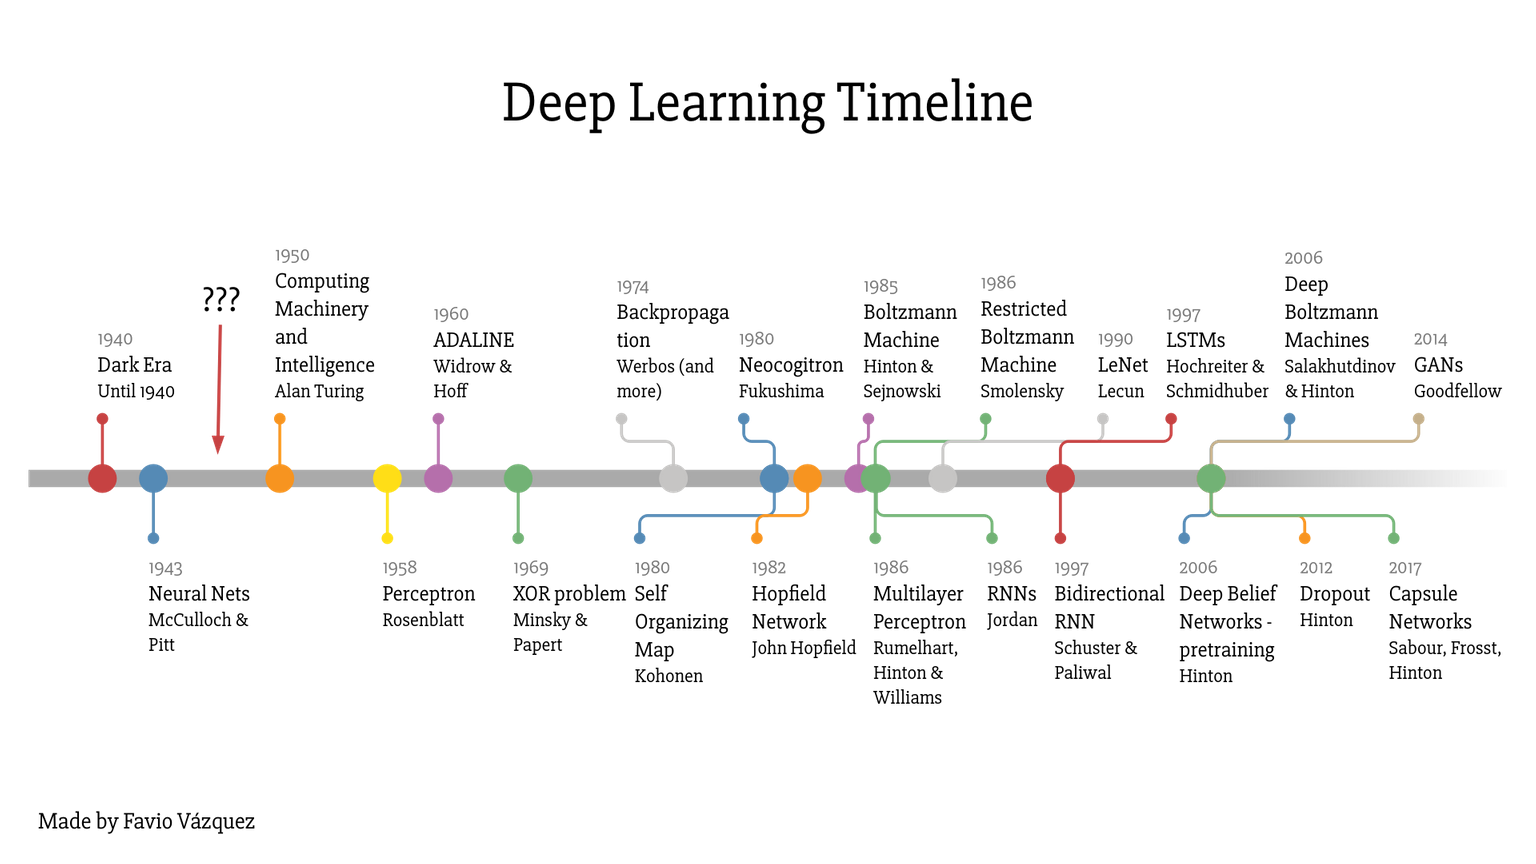 Deep Learning Timeline
???
1940
Dark Era
Until 1940
1950
Computing
Machinery
and
Intelligence
Alan Turing
1960
ADALINE
Widrow &
Hoff
1974
Backpropaga
tion
Werbos (and
more)
1980
Neocogitron
Fukushima
1985
Boltzmann
Machine
Hinton &
Sejnowski
1986
Restricted
Boltzmann
Machine
Smolensky
1990
LeNet
Lecun
1997
LSTMs
Hochreiter &
Schmidhuber
2006
Deep
Boltzmann
Machines
Salakhutdinov
& Hinton
2014
GANs
Goodfellow
1943
Neural Nets
McCulloch &
Pitt
1958
Perceptron
Rosenblatt
1969
XOR problem
Minsky &
Papert
1980
Self
Organizing
Map
Kohonen
1982
Hopfield
Network
John Hopfield
1986
Multilayer
Perceptron
Rumelhart,
Hinton &
Williams
1986
RNNs
Jordan
1997
Bidirectional
RNN
Schuster &
Paliwal
2006
Deep Belief
Networks -
pretraining
Hinton
2012
Dropout
Hinton
2017
Capsule
Networks
Sabour, Frosst,
Hinton
Made by Favio Vázquez